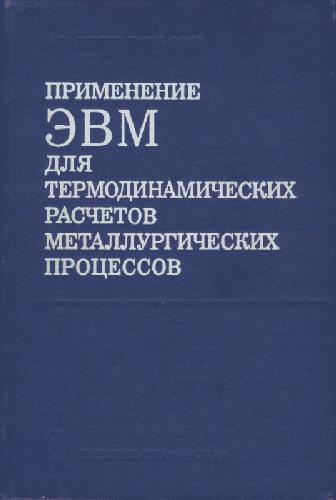 ПРИМЕНЕНИЕ
ЭВМ
ДЛЯ
ТЕРМОДИНАМИЧЕСКИХ
РАСЧЕТОВ
МЕТАЛЛУРГИЧЕСКИХ
ПРОЦЕССОВ